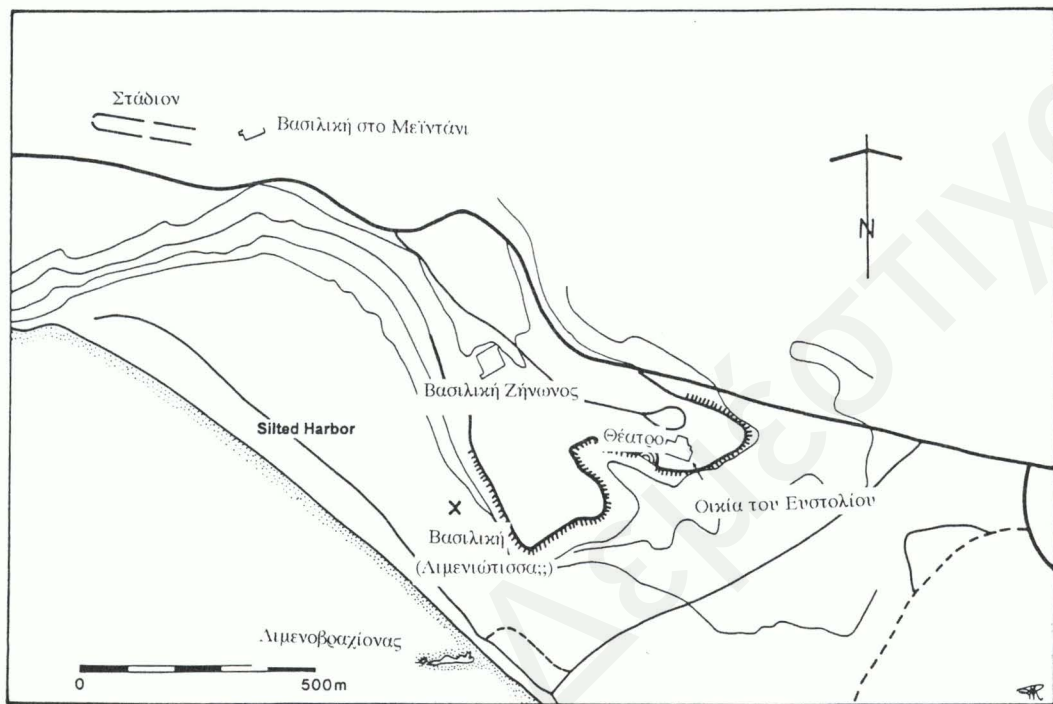 Στάδιον
Βασιλική στο Μεϊντάνι
N
Βασιλική Ζήνωνος
Silted Harbor
Θέατρο
Οικία του Ευστολίου
Βασιλική
(Λιμενιώτισσα;;)
Λιμενοβραχίονας
0 500m